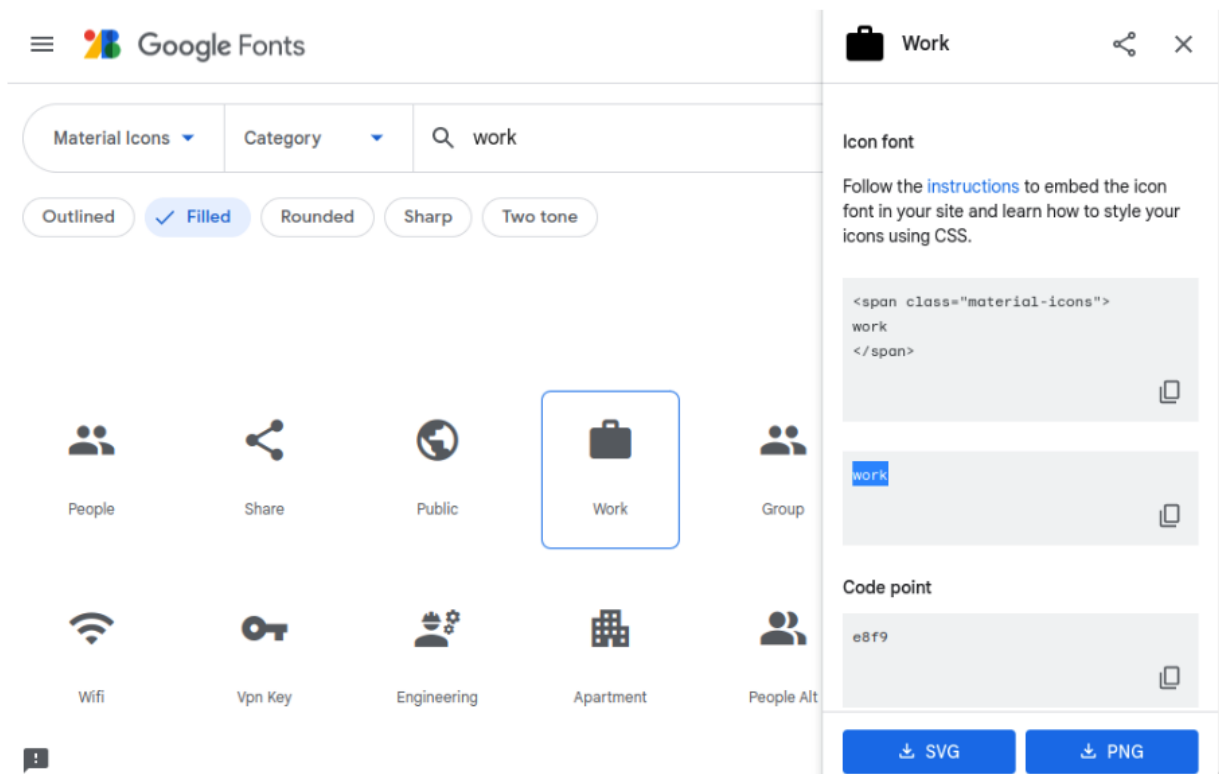 Google Fonts
Material Icons
Category
work
Outlined
Filled
Rounded
Sharp
Two tone
People
Share
Public
Work
Group
Wifi
Vpn Key
Engineering
Apartment
People Alt
Work
Icon font
Follow the instructions to embed the icon
font in your site and learn how to style your
icons using CSS.
<span class="material-icons">
work
</span>
work
Code point
e8f9
SVG
PNG